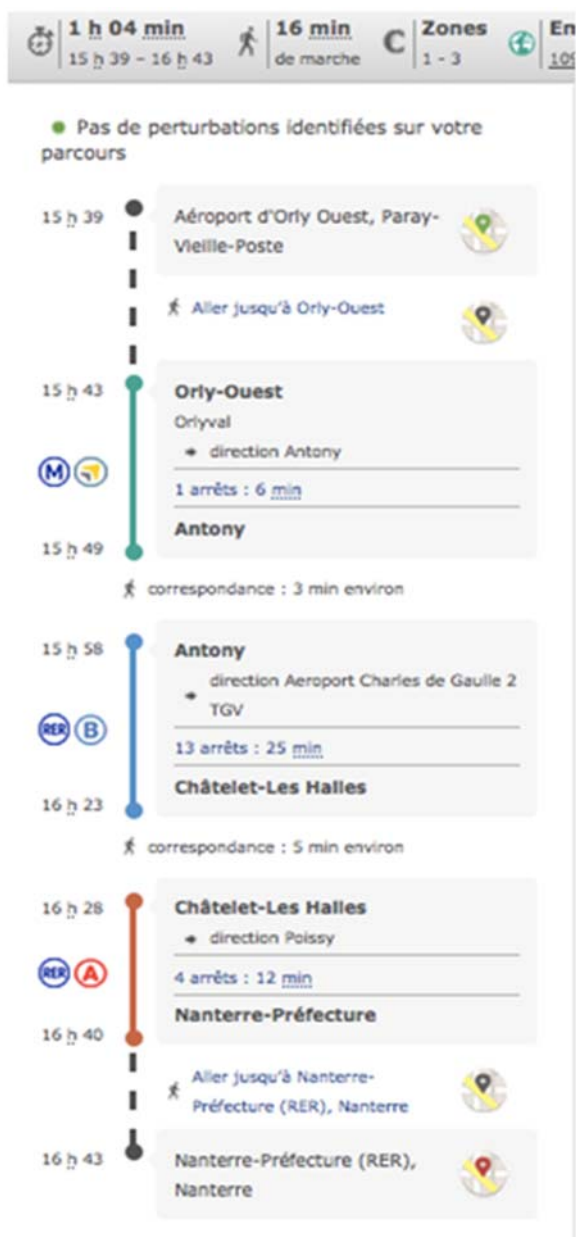 1 h 04 min
15 h 39 - 16 h 43
16 min
de marche
C
Zones
1 - 3
En
109
Pas de perturbations identifiées sur votre
parcours
15 h 39
Aéroport d'Orly Ouest, Paray-
Vieille-Poste
Aller jusqu'à Orly-Ouest
15 h 43
Orly-Ouest
Orlyval
direction Antony
M
1 arrêts : 6 min
Antony
15 h 49
correspondance : 3 min environ
15 h 58
Antony
direction Aeroport Charles de Gaulle 2
TGV
RER B
13 arrêts : 25 min
Châtelet-Les Halles
16 h 23
correspondance : 5 min environ
16 h 28
Châtelet-Les Halles
direction Poissy
RER A
4 arrêts : 12 min
Nanterre-Préfecture
16 h 40
Aller jusqu'à Nanterre-
Préfecture (RER), Nanterre
16 h 43
Nanterre-Préfecture (RER),
Nanterre